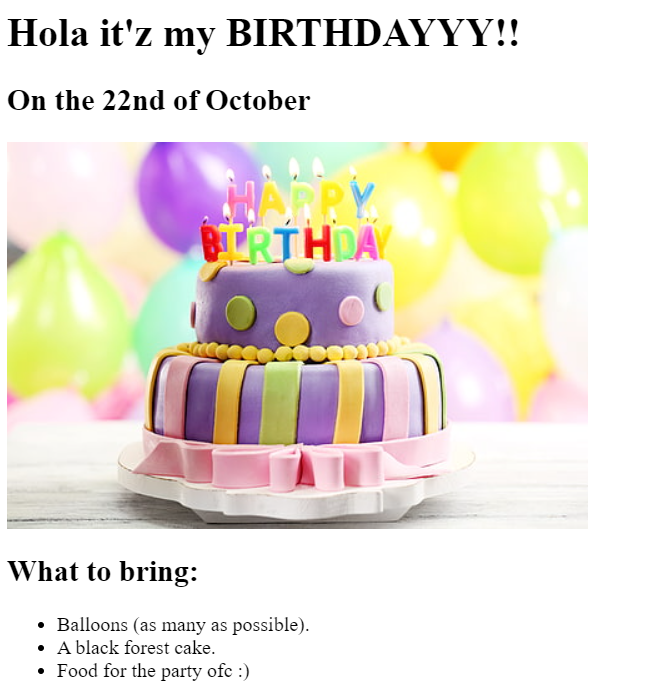 Hola it'z my BIRTHDAYYY!!
On the 22nd of October
HAPPY
BIRTHDAY
What to bring:
Balloons (as many as possible).
A black forest cake.
Food for the party ofc :)